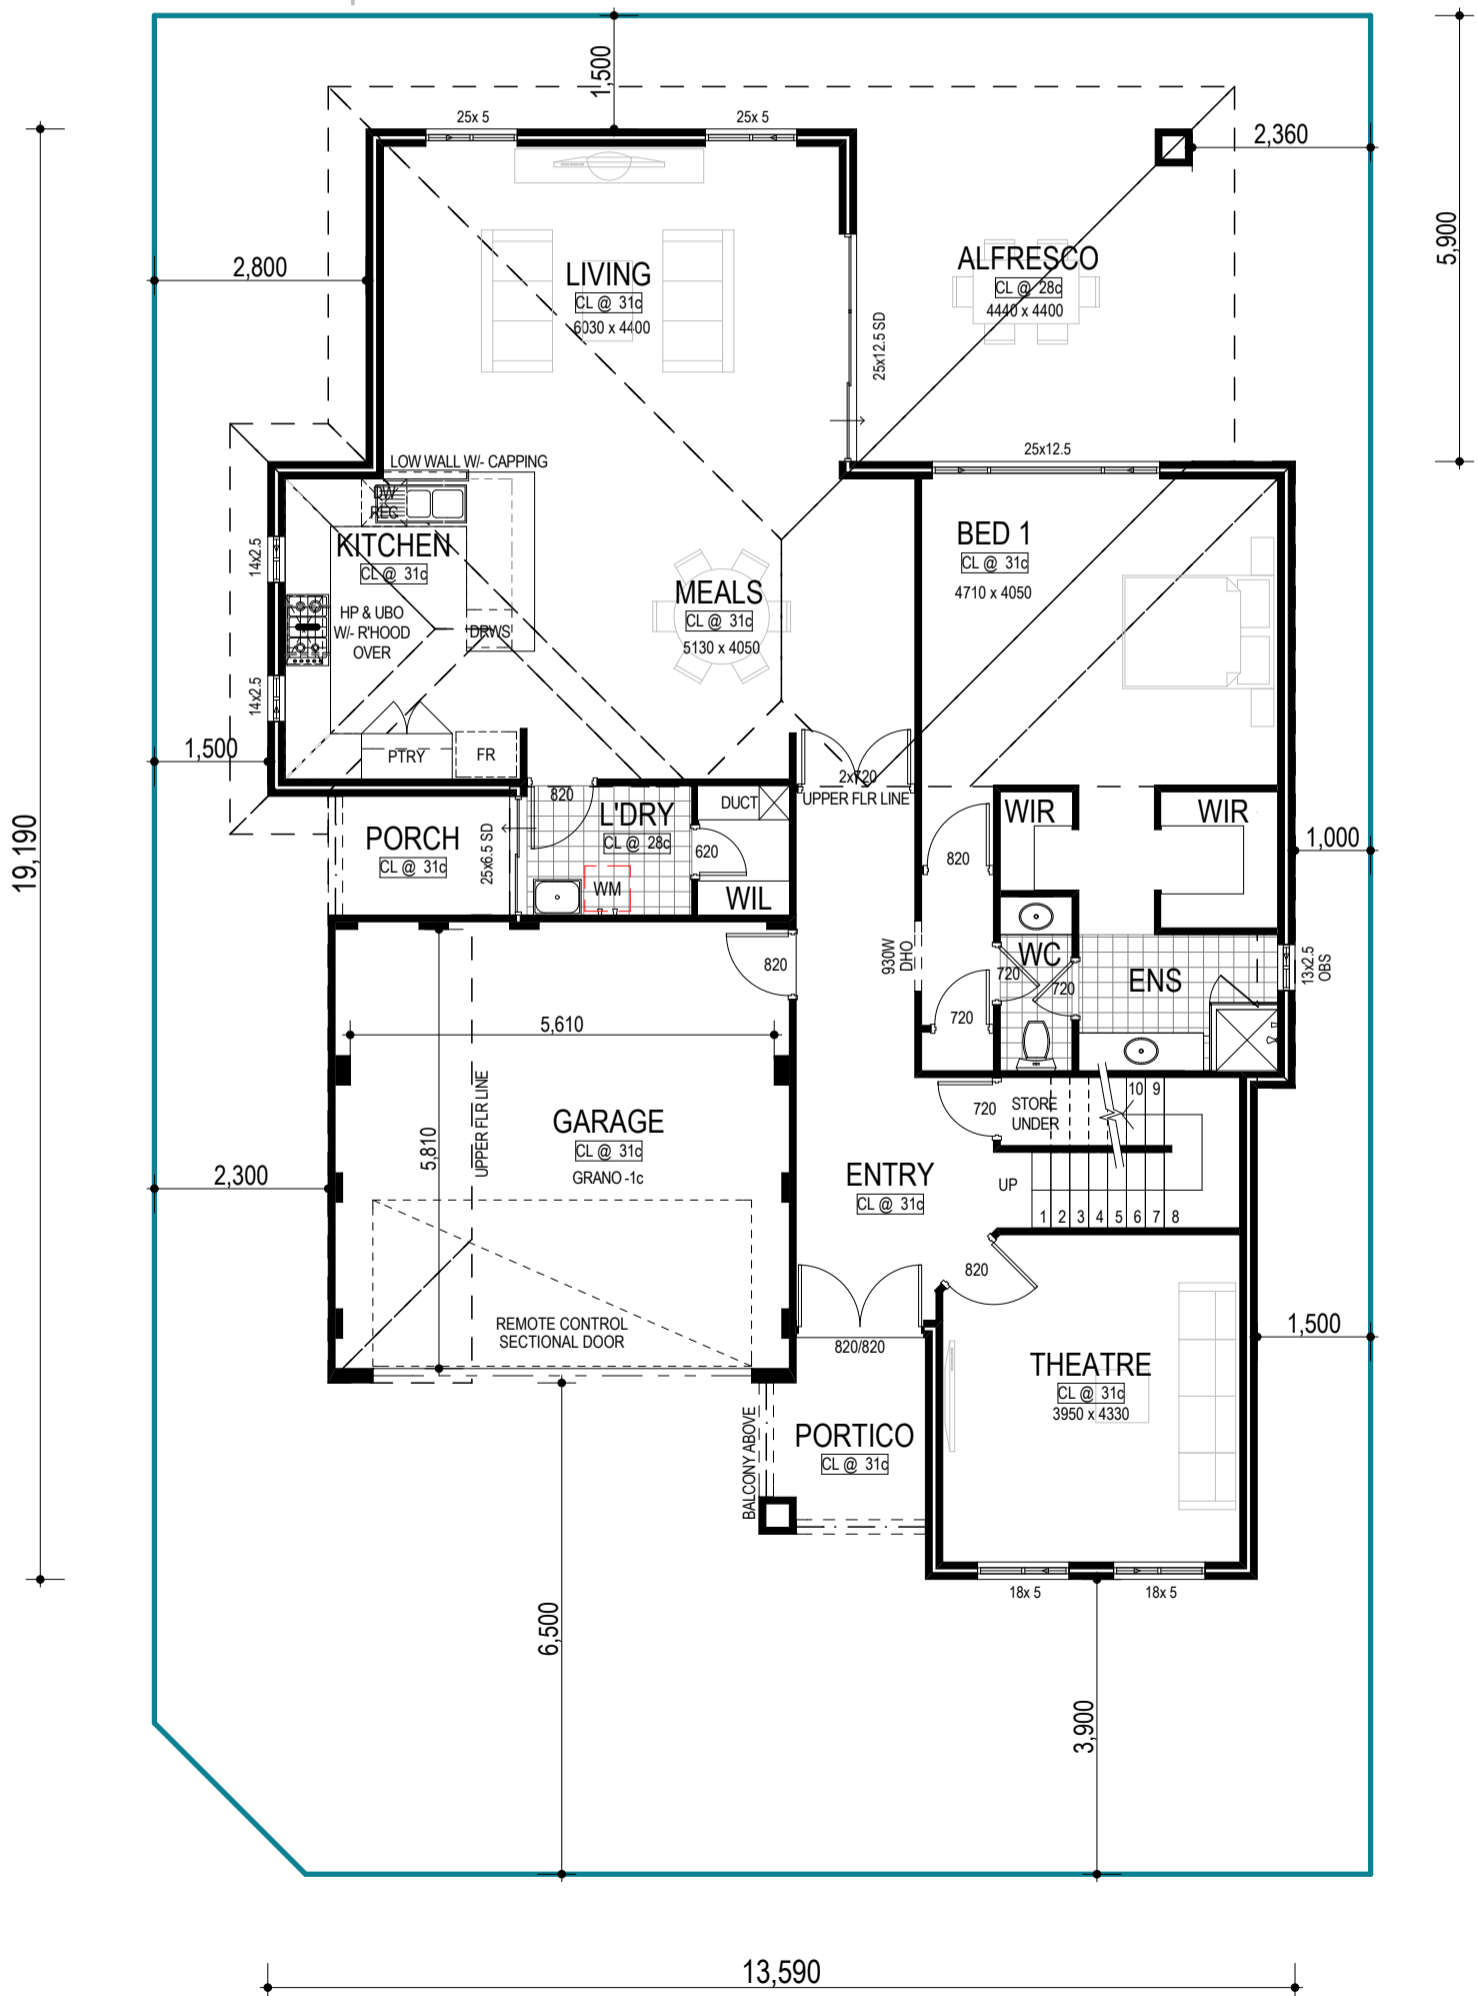 1,500
25x 5
25x 5
2,360
5,900
2,800
LIVING
CL @ 31c
6030 x 4400
ALFRESCO
CL @ 28c
4440 x 4400
25x12.5 SD
25x12.5
LOW WALL W/- CAPPING
DW
REC
KITCHEN
CL @ 31c
14x2.5
HP & UBO
W/- R'HOOD
OVER
DRWS
14x2.5
MEALS
CL @ 31c
5130 x 4050
BED 1
CL @ 31c
4710 x 4050
1,500
PTRY
FR
2x720
UPPER FLR LINE
820
L'DRY
CL @ 28c
DUCT
620
WM
WIL
PORCH
CL @ 31c
25x6.5 SD
WIR
WIR
820
1,000
19,190
930W
DHO
WC
720
720
720
ENS
13x2.5
OBS
820
5,610
UPPER FLR LINE
5,810
GARAGE
CL @ 31c
GRANO -1c
2,300
720
STORE
UNDER
10 9
UP
1 2 3 4 5 6 7 8
ENTRY
CL @ 31c
820
REMOTE CONTROL
SECTIONAL DOOR
820/820
1,500
THEATRE
CL @ 31c
3950 x 4330
BALCONY ABOVE
PORTICO
CL @ 31c
18x 5
18x 5
6,500
3,900
13,590